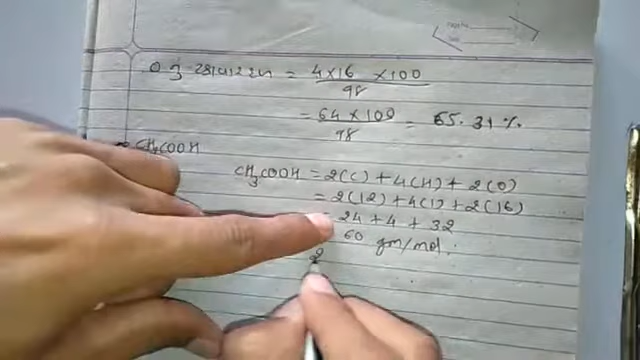 = 4×16 ×100
98
= 64 × 100 = 65.31 %
98
CH3COOH
CH3COOH = 2(C) + 4(H) + 2(O)
= 2(12) + 4(1) + 2(16)
24 + 4 + 32
60 gm/mol.